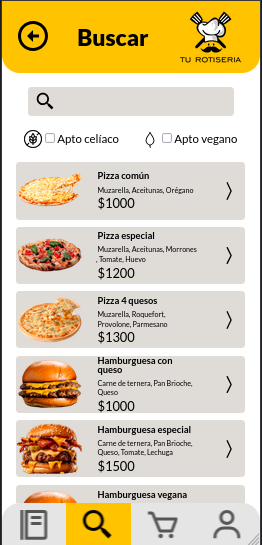 Buscar
TU ROTISERIA
Apto celíaco
Apto vegano
Pizza común
Muzarella, Aceitunas, Orégano
$1000
Pizza especial
Muzarella, Aceitunas, Morrones
, Tomate, Huevo
$1200
Pizza 4 quesos
Muzarella, Roquefort,
Provolone, Parmesano
$1300
Hamburguesa con
queso
Carne de ternera, Pan Brioche,
Queso
$1000
Hamburguesa especial
Carne de ternera, Pan Brioche,
Queso, Tomate, Lechuga
$1500
Hamburguesa vegana